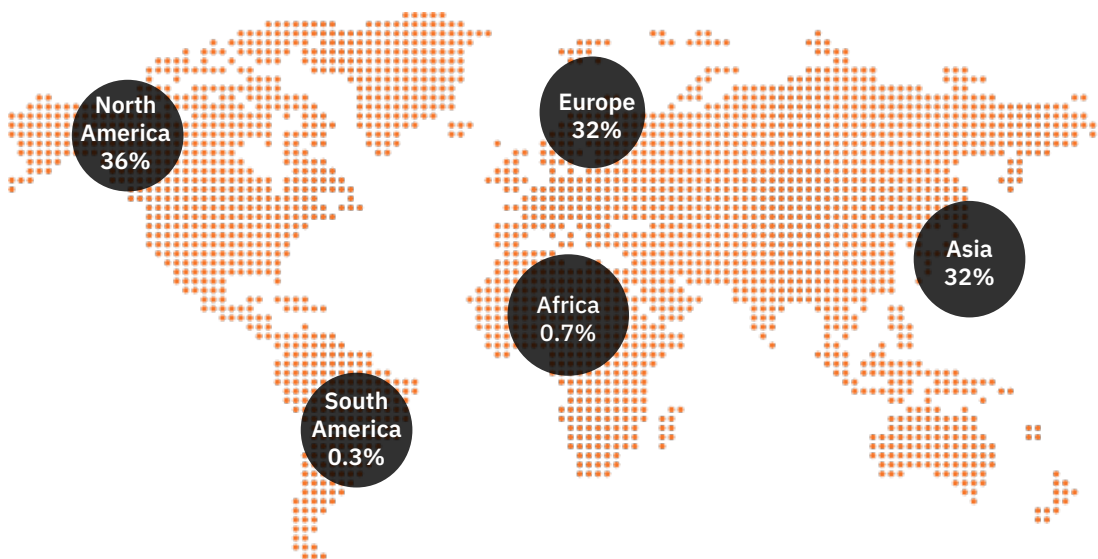 North
America
36%
Europe
32%
Asia
32%
Africa
0.7%
South
America
0.3%